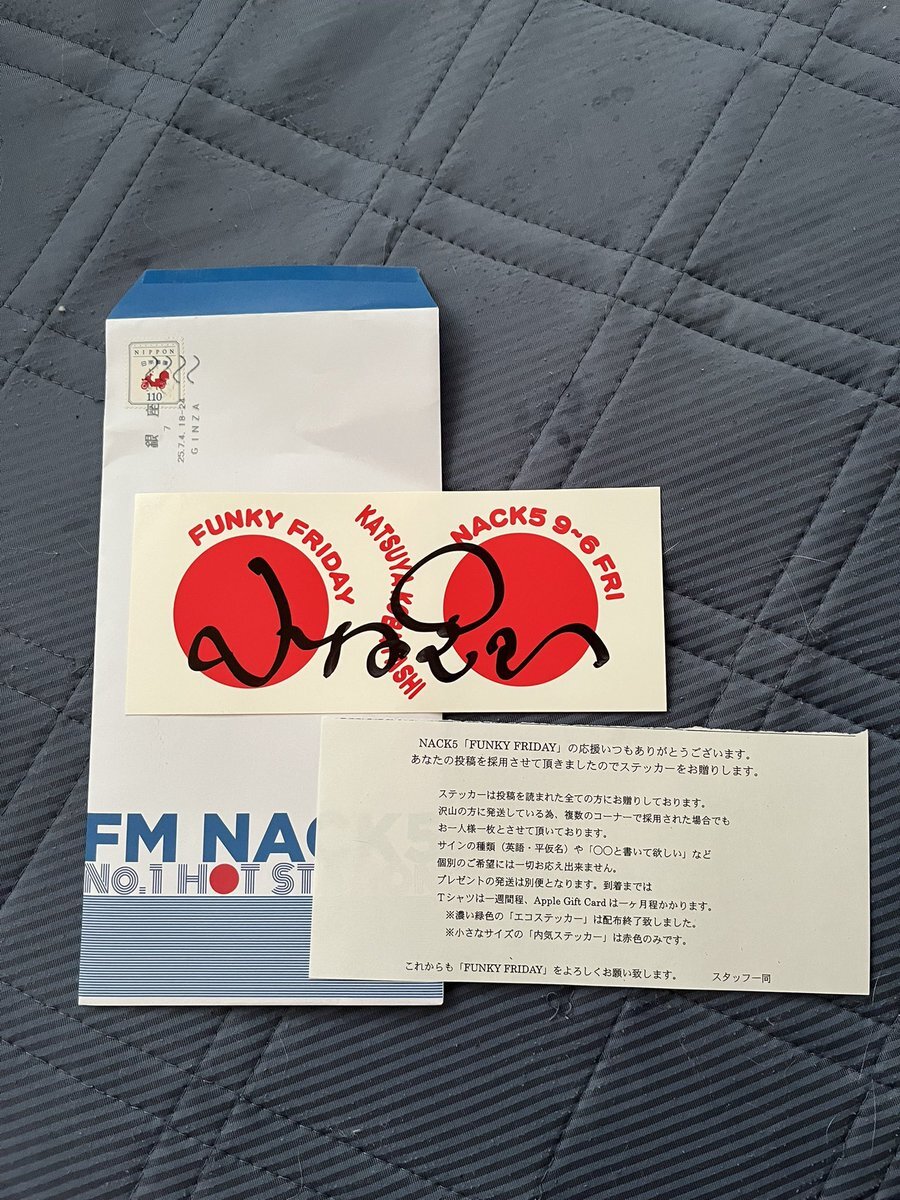 NIPPON
110
銀座
7
25.7.4. 18-24
GINZA
FUNKY FRIDAY
KATSUYA
SHI
NACK5 9~6 FRI
FM NACK5
NO.1 HOT ST
NACK5「FUNKY FRIDAY」の応援いつもありがとうございます。
あなたの投稿を採用させて頂きましたのでステッカーをお贈りします。
ステッカーは投稿を読まれた全ての方にお贈りしております。
沢山の方に発送している為、複数のコーナーで採用された場合でも
お一人様一枚とさせて頂いております。
サインの種類（英語・平仮名）や「〇〇と書いて欲しい」など
個別のご希望には一切お応え出来ません。
プレゼントの発送は別便となります。到着までは
Tシャツは一週間程、Apple Gift Card は一ヶ月程かかります。
※濃い緑色の「エコステッカー」は配布終了致しました。
※小さなサイズの「内気ステッカー」は赤色のみです。
これからも「FUNKY FRIDAY」をよろしくお願い致します。 スタッフ一同